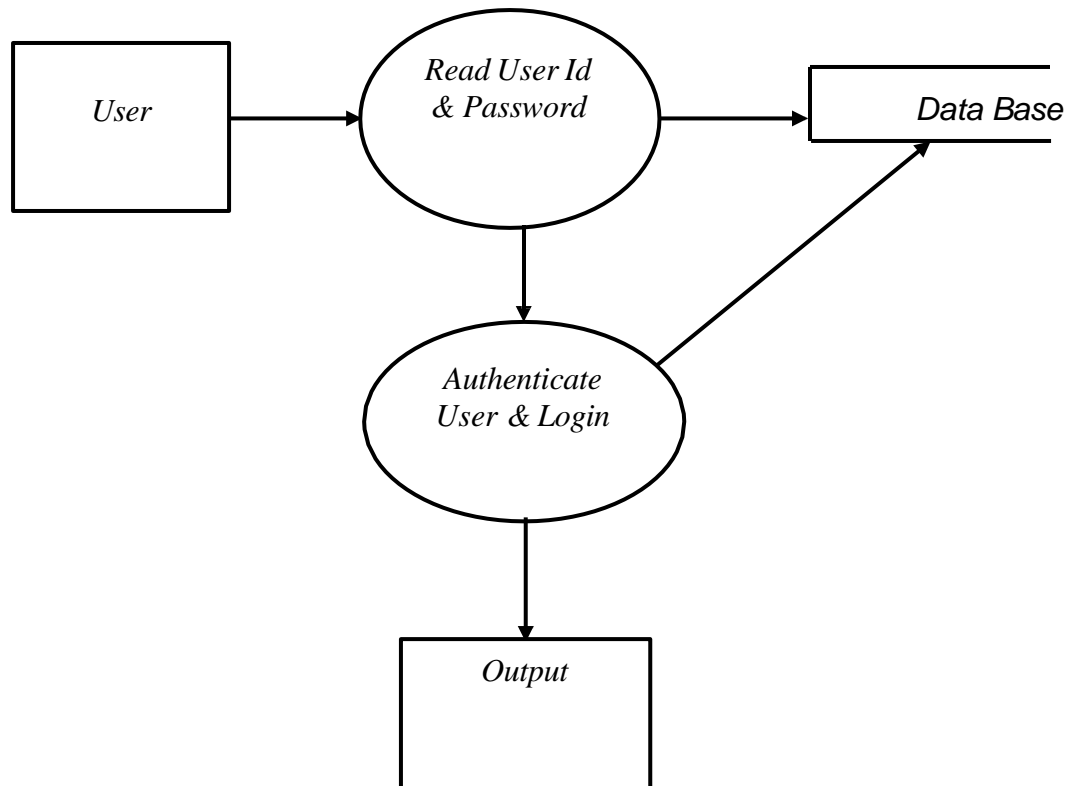 User
Read User Id
& Password
Data Base
Authenticate
User & Login
Output